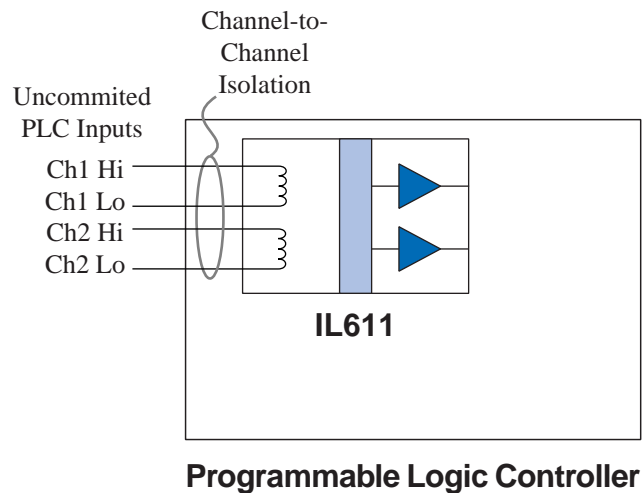 Channel-to-
Channel
Isolation
Uncommited
PLC Inputs
Ch1 Hi
Ch1 Lo
Ch2 Hi
Ch2 Lo
IL611
Programmable Logic Controller